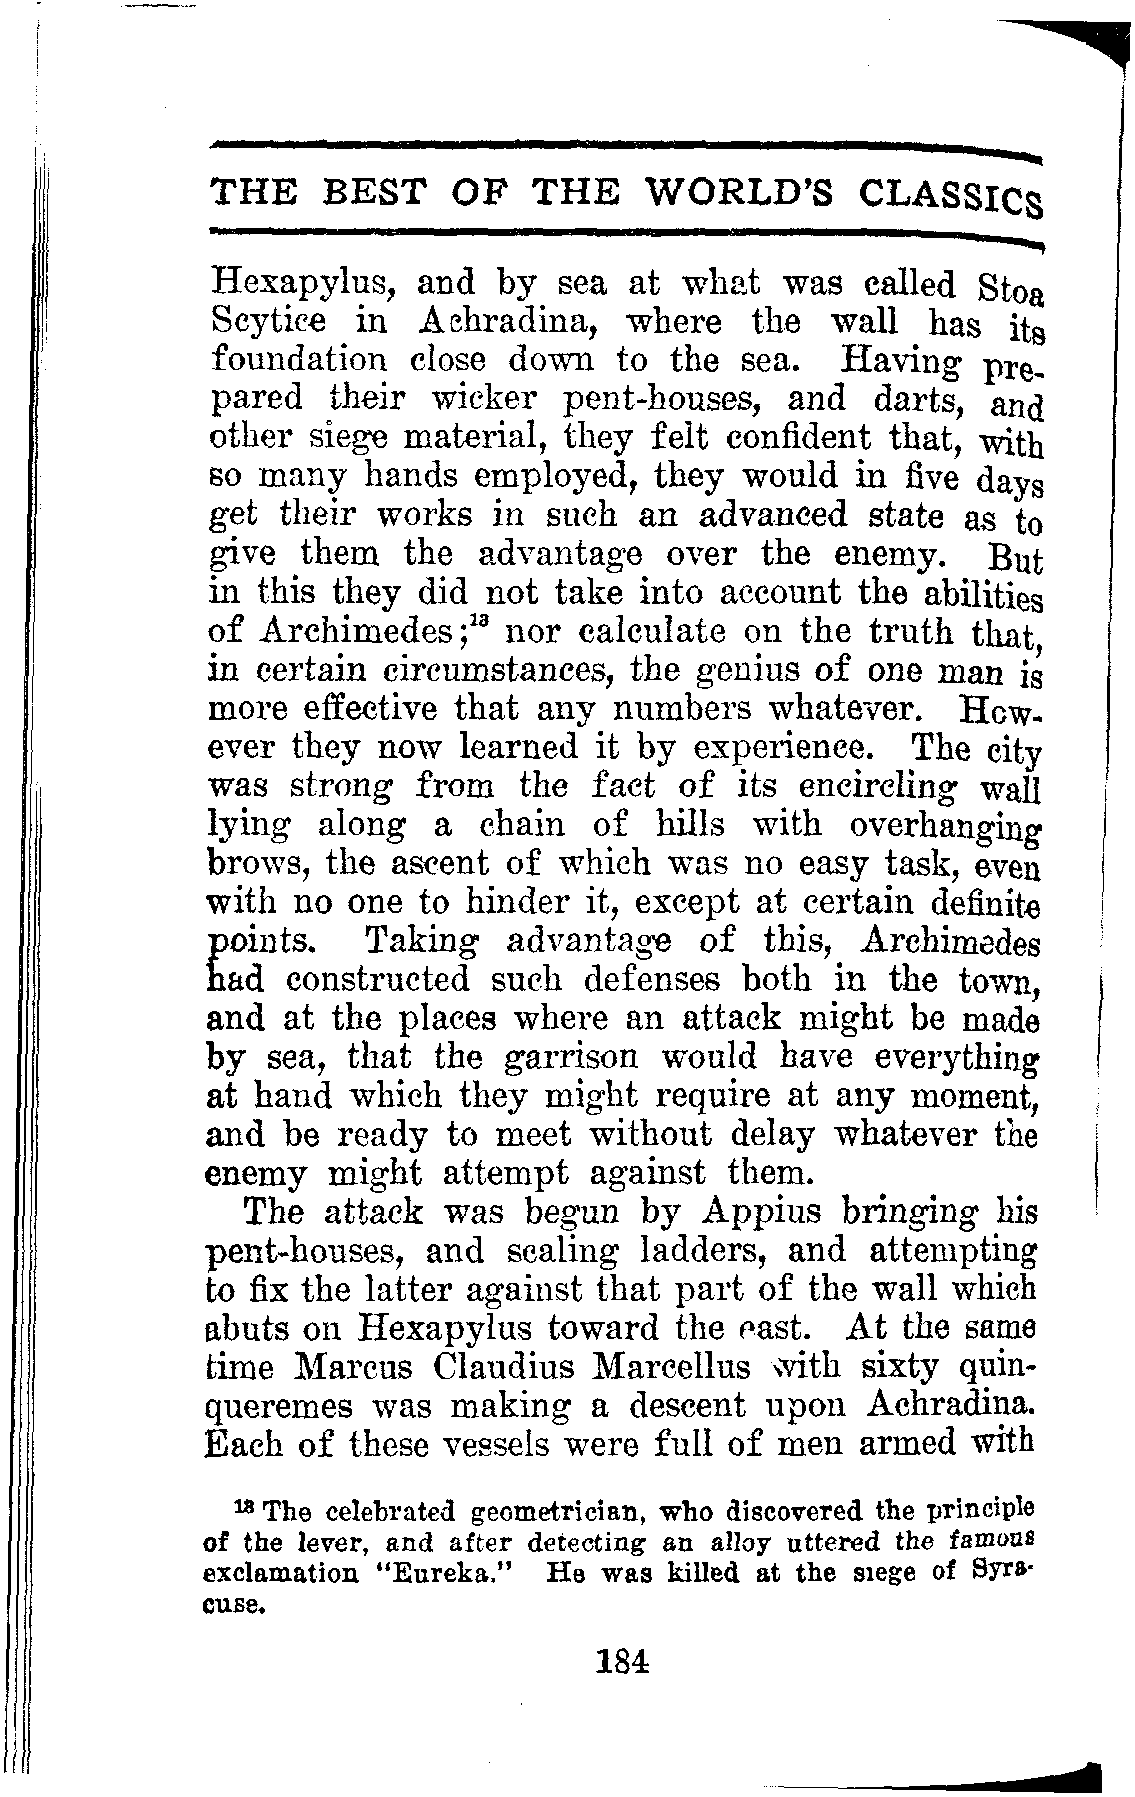 THE BEST OF THE WORLD'S CLASSICS
Hexapylus, and by sea at what was called Stoa
Scytice in Achradina, where the wall has its
foundation close down to the sea. Having pre-
pared their wicker pent-houses, and darts, and
other siege material, they felt confident that, with
so many hands employed, they would in five days
get their works in such an advanced state as to
give them the advantage over the enemy. But
in this they did not take into account the abilities
of Archimedes;¹³ nor calculate on the truth that,
in certain circumstances, the genius of one man is
more effective that any numbers whatever. How-
ever they now learned it by experience. The city
was strong from the fact of its encircling wall
lying along a chain of hills with overhanging
brows, the ascent of which was no easy task, even
with no one to hinder it, except at certain definite
points. Taking advantage of this, Archimedes
had constructed such defenses both in the town,
and at the places where an attack might be made
by sea, that the garrison would have everything
at hand which they might require at any moment,
and be ready to meet without delay whatever the
enemy might attempt against them.
The attack was begun by Appius bringing his
pent-houses, and scaling ladders, and attempting
to fix the latter against that part of the wall which
abuts on Hexapylus toward the east. At the same
time Marcus Claudius Marcellus with sixty quin-
queremes was making a descent upon Achradina.
Each of these vessels were full of men armed with
¹³ The celebrated geometrician, who discovered the principle
of the lever, and after detecting an alloy uttered the famous
exclamation "Eureka." He was killed at the siege of Syra-
cuse.
184